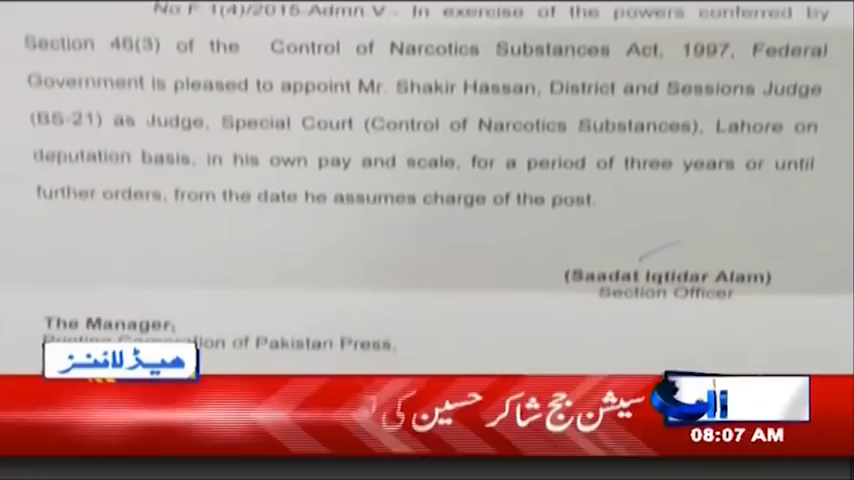 No F 1(4)/2015-Admn V.- In exercise of the powers conferred by
Section 46(3) of the Control of Narcotics Substances Act, 1997, Federal
Government is pleased to appoint Mr. Shakir Hassan, District and Sessions Judge
(BS-21) as Judge, Special Court (Control of Narcotics Substances), Lahore on
deputation basis, in his own pay and scale, for a period of three years or until
further orders, from the date he assumes charge of the post.
(Saadat Iqtidar Alam)
Section Officer
The Manager,
of Pakistan Press,
ہیڈ لائنز
سیشن جج شاکر حسین کی
08:07 AM